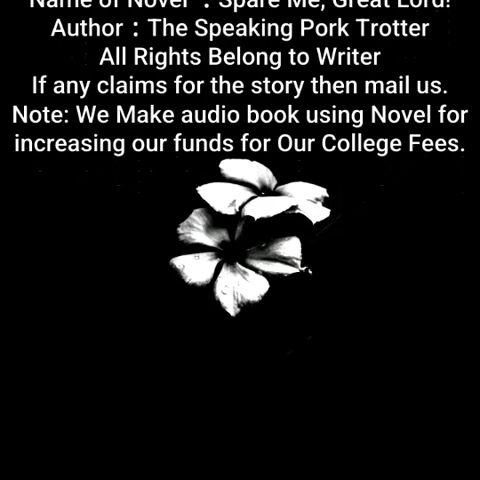 Name of Novel : Spare Me, Great Lord!
Author : The Speaking Pork Trotter
All Rights Belong to Writer
If any claims for the story then mail us.
Note: We Make audio book using Novel for
increasing our funds for Our College Fees.